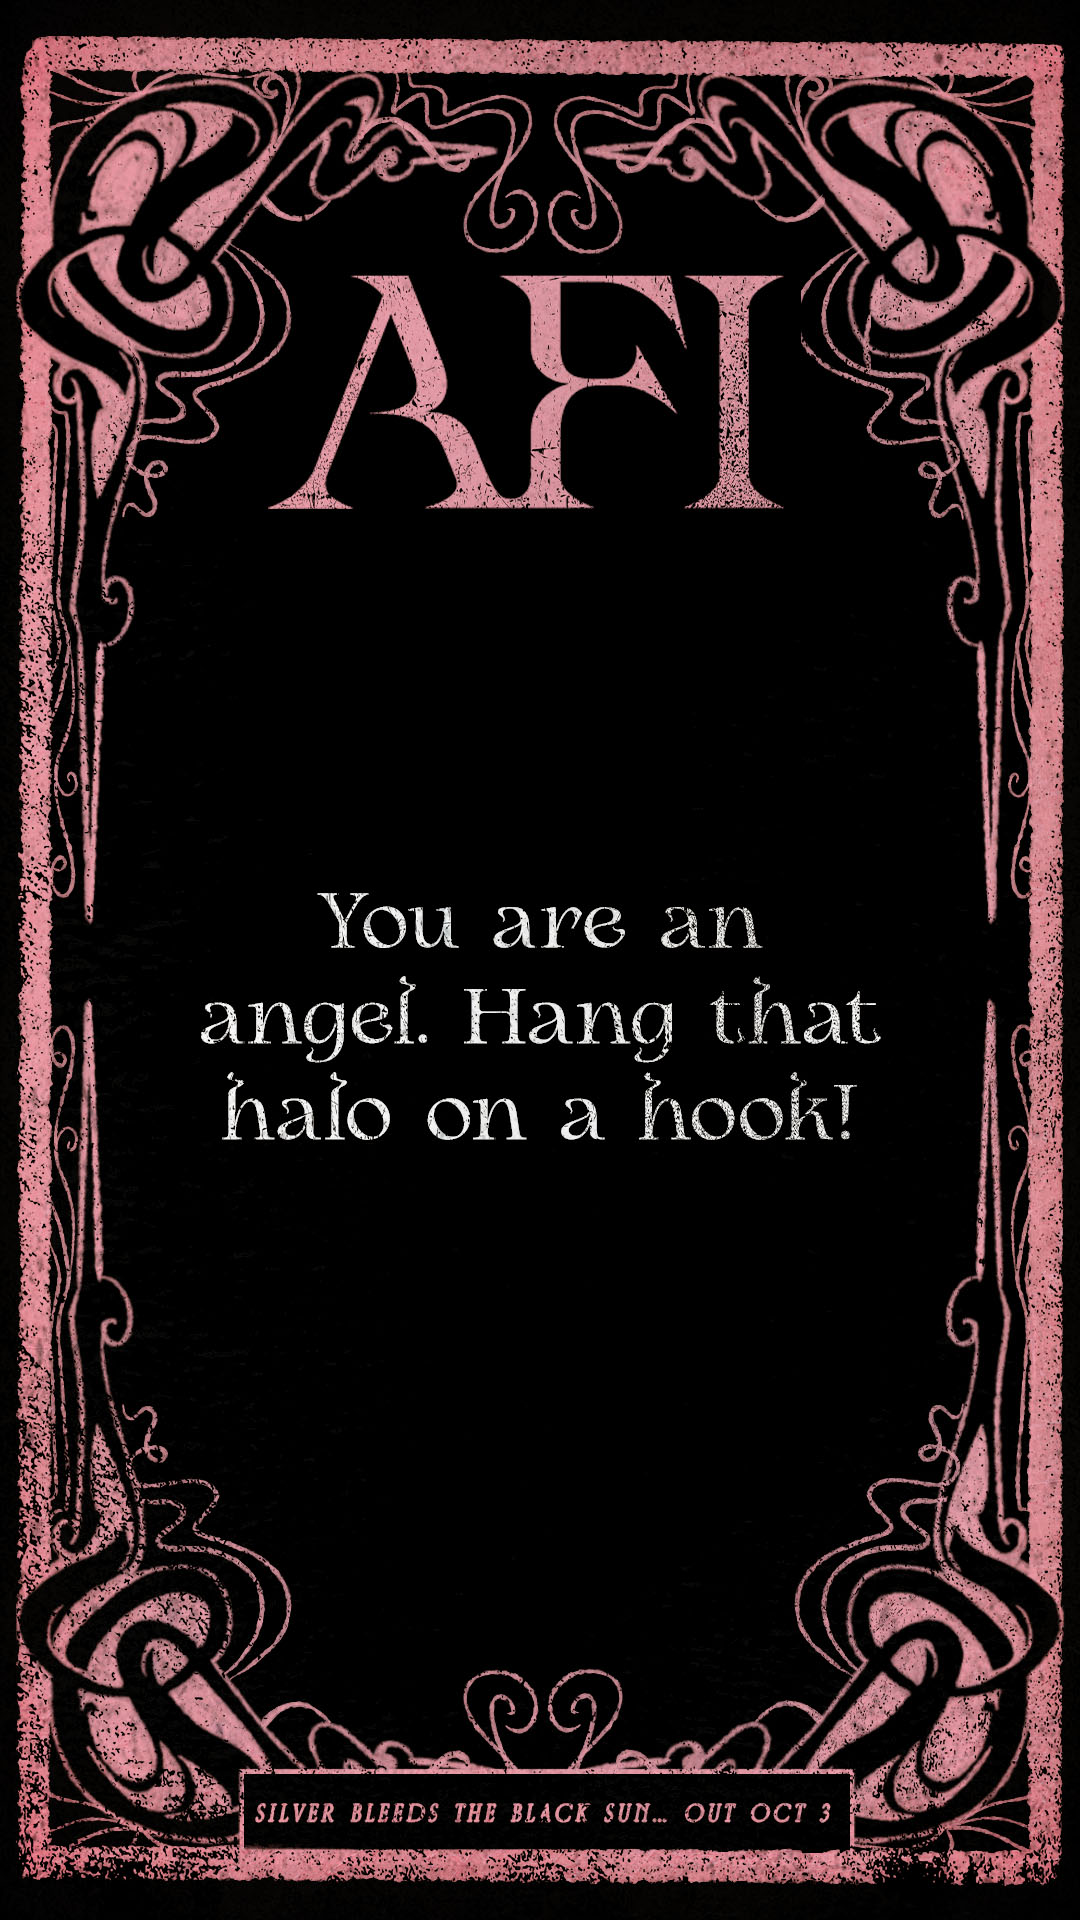 AFI
You are an
angel. Hang that
halo on a hook!
SILVER BLEEDS THE BLACK SUN... OUT OCT 3